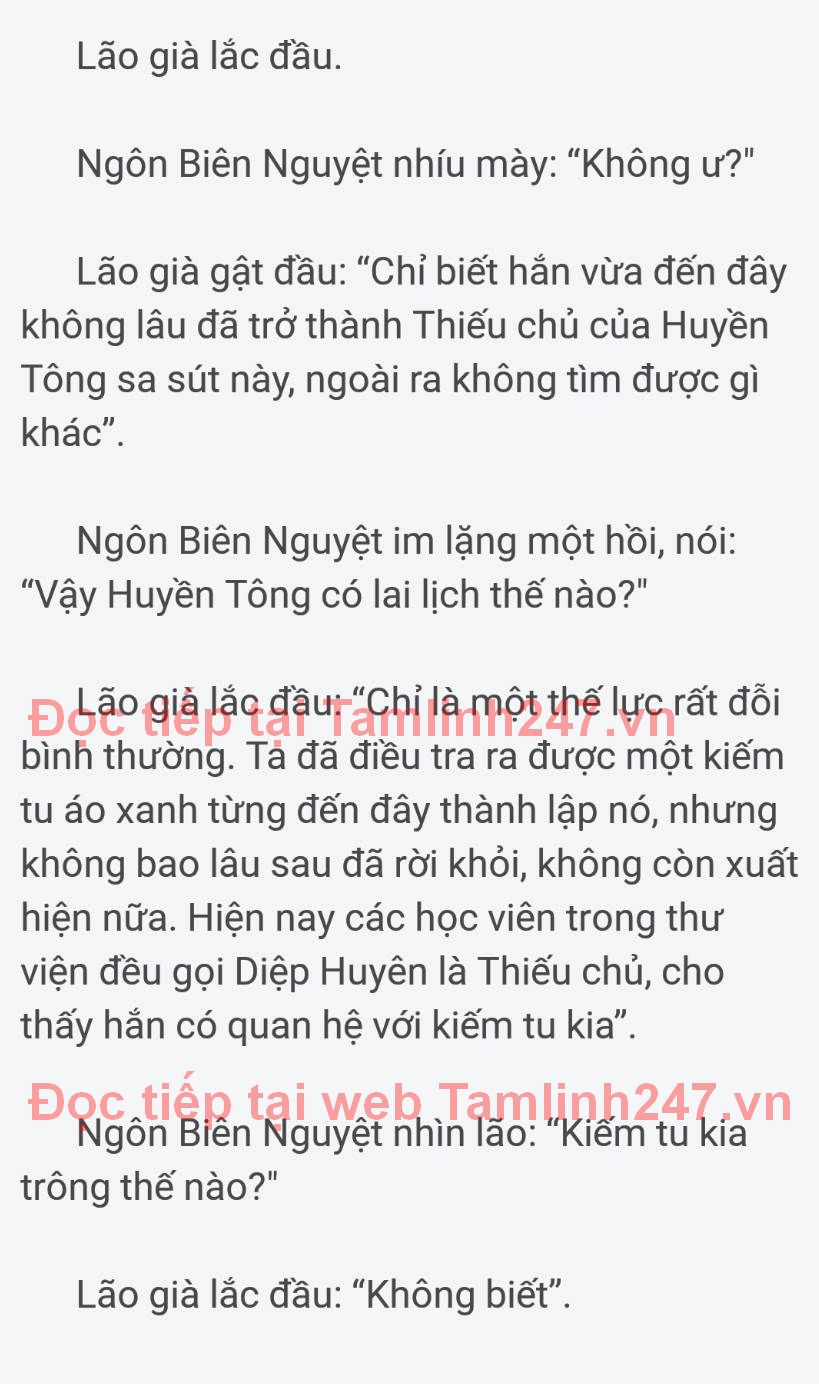 Lão già lắc đầu.
Ngôn Biên Nguyệt nhíu mày: “Không ư?"
Lão già gật đầu: “Chỉ biết hắn vừa đến đây
không lâu đã trở thành Thiếu chủ của Huyền
Tông sa sút này, ngoài ra không tìm được gì
khác”.
Ngôn Biên Nguyệt im lặng một hồi, nói:
“Vậy Huyền Tông có lai lịch thế nào?"
Lão già lắc đầu: “Chỉ là một thế lực rất đỗi
Đọc tiếp tại Tamlinh247.vn
bình thường. Ta đã điều tra ra được một kiếm
tu áo xanh từng đến đây thành lập nó, nhưng
không bao lâu sau đã rời khỏi, không còn xuất
hiện nữa. Hiện nay các học viên trong thư
viện đều gọi Diệp Huyên là Thiếu chủ, cho
thấy hắn có quan hệ với kiếm tu kia”.
Đọc tiếp tại web Tamlinh247.vn
Ngôn Biên Nguyệt nhìn lão: “Kiếm tu kia
trông thế nào?"
Lão già lắc đầu: “Không biết”.